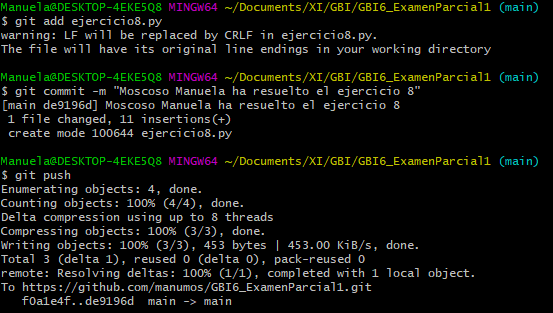 Manuela@DESKTOP-4EKE5Q8 MINGW64 ~/Documents/XI/GBI/GBI6_ExamenParcial1 (main)
$ git add ejercicio8.py
warning: LF will be replaced by CRLF in ejercicio8.py.
The file will have its original line endings in your working directory
Manuela@DESKTOP-4EKE5Q8 MINGW64 ~/Documents/XI/GBI/GBI6_ExamenParcial1 (main)
$ git commit -m "Moscoso Manuela ha resuelto el ejercicio 8"
[main de9196d] Moscoso Manuela ha resuelto el ejercicio 8
 1 file changed, 11 insertions(+)
 create mode 100644 ejercicio8.py
Manuela@DESKTOP-4EKE5Q8 MINGW64 ~/Documents/XI/GBI/GBI6_ExamenParcial1 (main)
$ git push
Enumerating objects: 4, done.
Counting objects: 100% (4/4), done.
Delta compression using up to 8 threads
Compressing objects: 100% (3/3), done.
Writing objects: 100% (3/3), 453 bytes | 453.00 KiB/s, done.
Total 3 (delta 1), reused 0 (delta 0), pack-reused 0
remote: Resolving deltas: 100% (1/1), completed with 1 local object.
To https://github.com/manumos/GBI6_ExamenParcial1.git
   f0a1e4f..de9196d  main -> main